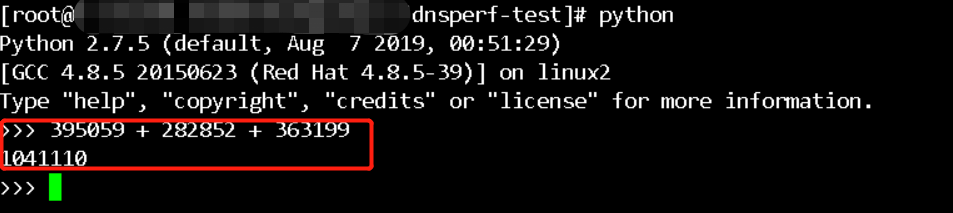 [root@ dnsperf-test]# python
Python 2.7.5 (default, Aug  7 2019, 00:51:29)
[GCC 4.8.5 20150623 (Red Hat 4.8.5-39)] on linux2
Type "help", "copyright", "credits" or "license" for more information.
>>> 395059 + 282852 + 363199
1041110
>>>